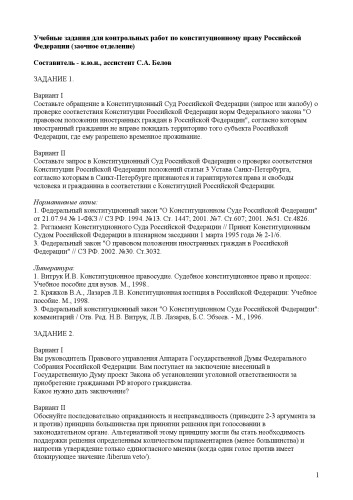 Учебные задания для контрольных работ по конституционному праву Российской
Федерации (заочное отделение)
Составитель - к.ю.н., ассистент С.А. Белов
ЗАДАНИЕ 1.
Вариант I
Составьте обращение в Конституционный Суд Российской Федерации (запрос или жалобу) о
проверке соответствия Конституции Российской Федерации норм Федерального закона "О
правовом положении иностранных граждан в Российской Федерации", согласно которым
иностранный гражданин не вправе покидать территорию того субъекта Российской
Федерации, где ему разрешено временное проживание.
Вариант II
Составьте запрос в Конституционный Суд Российской Федерации о проверке соответствия
Конституции Российской Федерации положений статьи 3 Устава Санкт-Петербурга,
согласно которым в Санкт-Петербурге признаются и гарантируются права и свободы
человека и гражданина в соответствии с Конституцией Российской Федерации.
Нормативные акты:
1. Федеральный конституционный закон "О Конституционном Суде Российской Федерации"
от 21.07.94 № 1-ФКЗ // СЗ РФ. 1994. №13. Ст. 1447; 2001. №7. Ст.607; 2001. №51. Ст.4826.
2. Регламент Конституционного Суда Российской Федерации // Принят Конституционным
Судом Российской Федерации в пленарном заседании 1 марта 1995 года № 2-1/6.
3. Федеральный закон "О правовом положении иностранных граждан в Российской
Федерации" // СЗ РФ. 2002. №30. Ст.3032.
Литература
1. Витрук Н.В. Конституционное правосудие. Судебное конституционное право и процесс:
Учебное пособие для вузов. М., 1998..
2. Кряжков В.А., Лазарев Л.В. Конституционная юстиция в Российской Федерации: Учебное
пособие. М., 1998.
3. Федеральный конституционный закон "О Конституционном Суде Российской Федерации":
комментарий / Отв. Ред. Н.В. Витрук, Л.В. Лазарев, Б.С. Эбзеев. - М., 1996.
ЗАДАНИЕ 2.
Вариант I
Вы руководитель Правового управления Аппарата Государственной Думы Федерального
Собрания Российской Федерации. Вам поступает на заключение внесенный в
Государственную Думу проект Закона об установлении уголовной ответственности за
приобретение гражданами РФ второго гражданства.
Какое нужно дать заключение?
Вариант II
Обоснуйте последовательно оправданность и несправедливость (приведите 2-3 аргумента за
и против) принципа большинства при принятии решения при голосовании в
законодательном органе. Альтернативой этому принципу могли бы стать необходимость
поддержки решения определенным количеством парламентариев (менее большинства) и
напротив утверждение только единогласного мнения (когда один голос против имеет
блокирующее значение /liberum veto/).
1